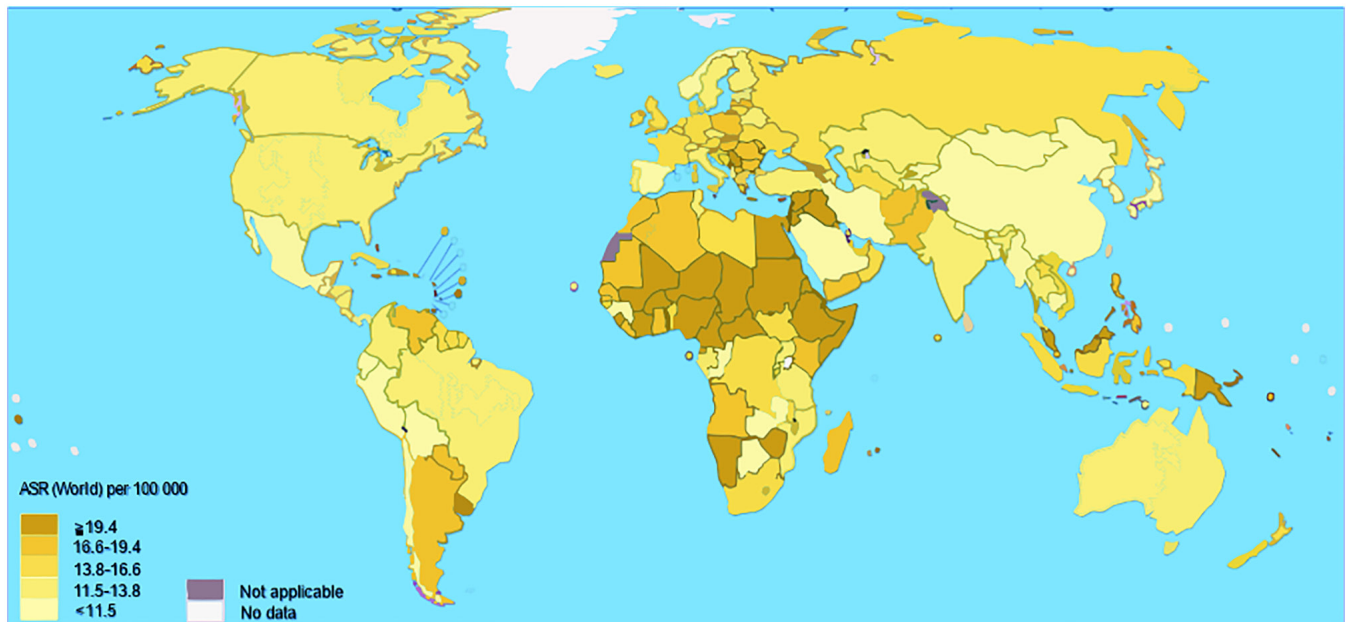 ASR (World) per 100 000
≧19.4
16.6-19.4
13.8-16.6
11.5-13.8
<11.5
Not applicable
No data